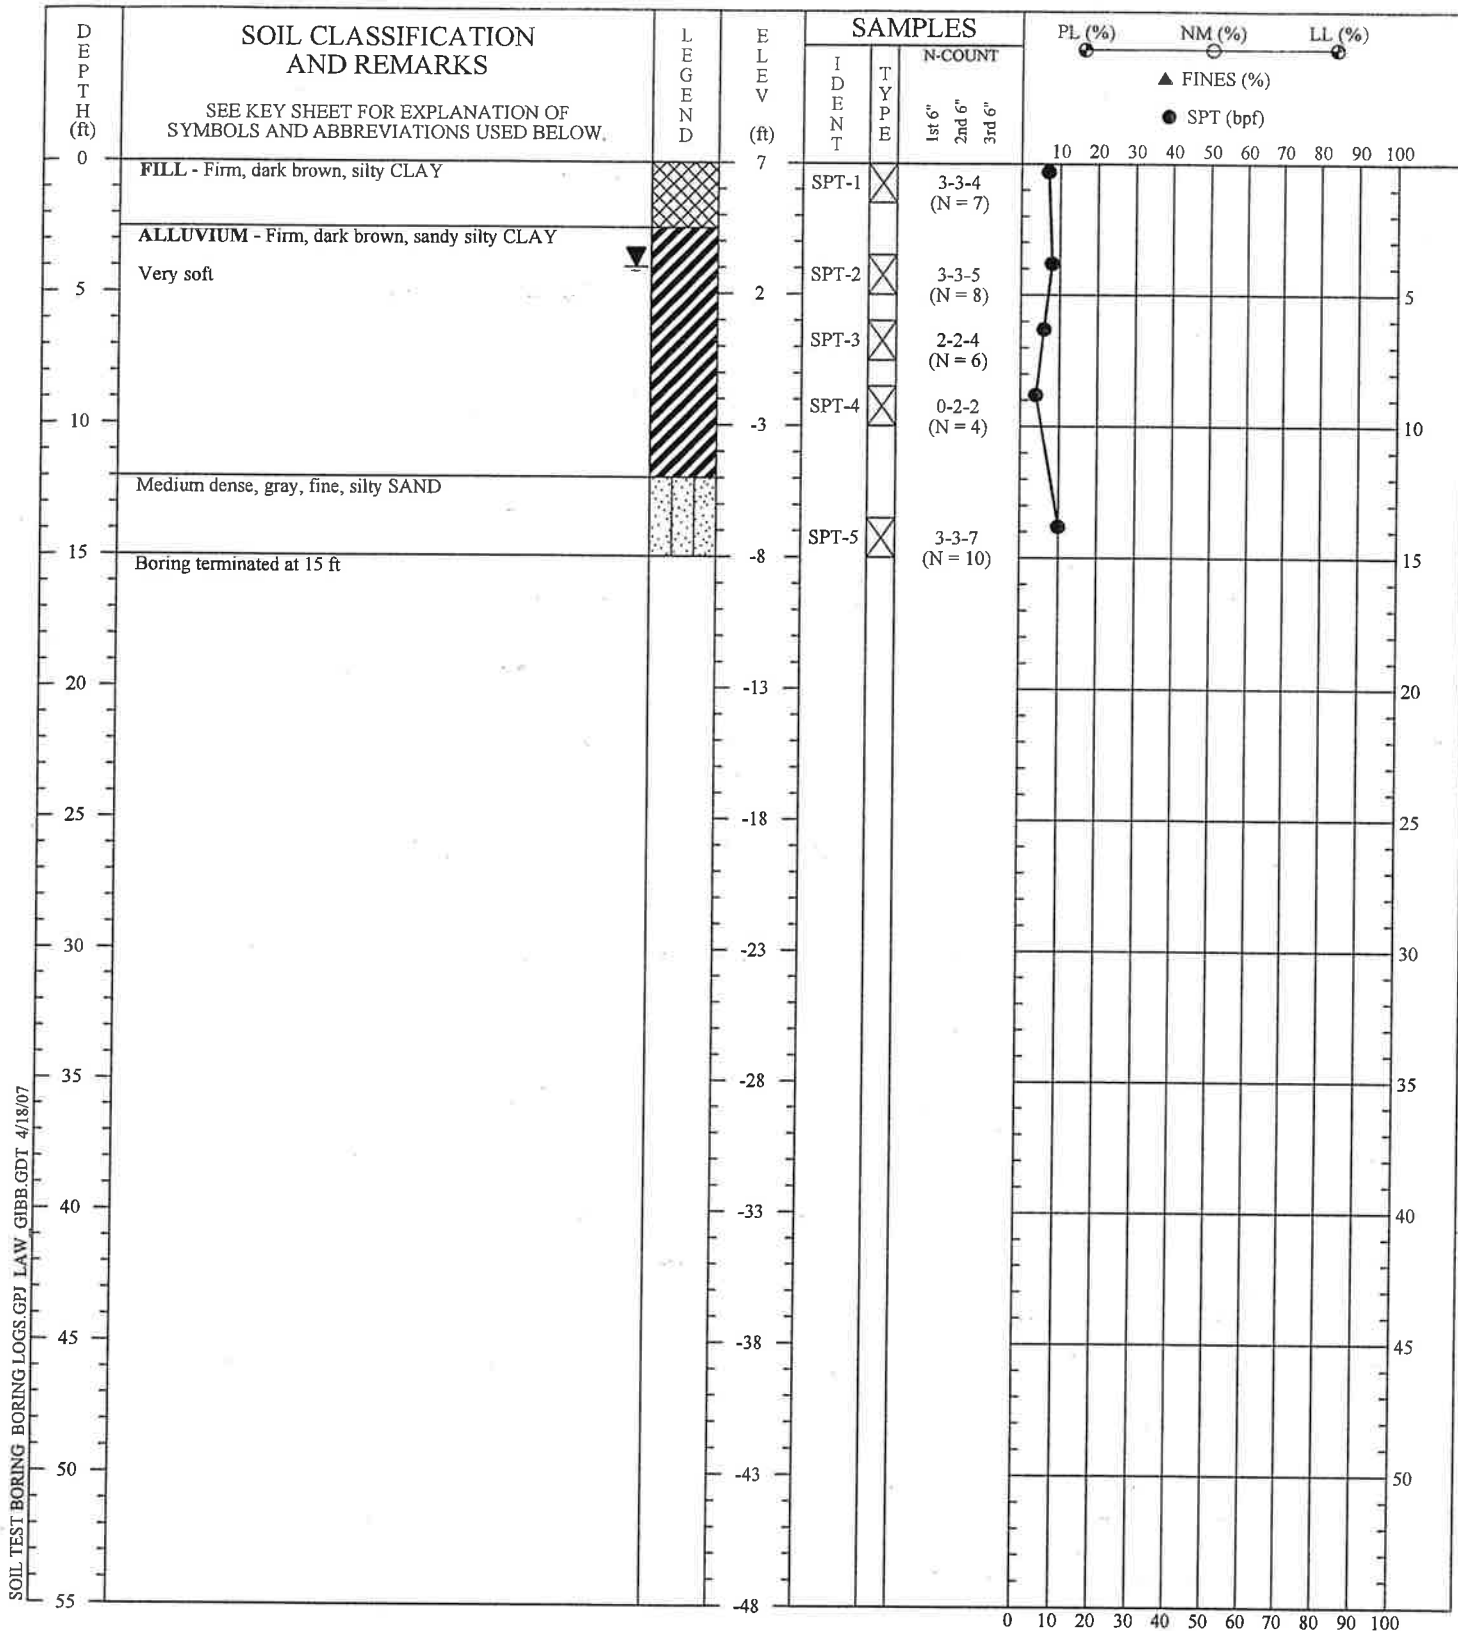 DEPTH (ft)
SOIL CLASSIFICATION
AND REMARKS
SEE KEY SHEET FOR EXPLANATION OF
SYMBOLS AND ABBREVIATIONS USED BELOW.
LEGEND
ELEV (ft)
SAMPLES
IDENT
TYPE
N-COUNT
1st 6"
2nd 6"
3rd 6"
PL (%) NM (%) LL (%)
▲ FINES (%)
● SPT (bpf)
10 20 30 40 50 60 70 80 90 100
0
FILL - Firm, dark brown, silty CLAY
7
SPT-1
3-3-4
(N = 7)
ALLUVIUM - Firm, dark brown, sandy silty CLAY
Very soft
SPT-2
3-3-5
(N = 8)
5
2
5
SPT-3
2-2-4
(N = 6)
SPT-4
0-2-2
(N = 4)
10
-3
10
Medium dense, gray, fine, silty SAND
SPT-5
3-3-7
(N = 10)
15
-8
15
Boring terminated at 15 ft
20
-13
20
25
-18
25
30
-23
30
35
-28
35
40
-33
40
45
-38
45
50
-43
50
55
-48
0 10 20 30 40 50 60 70 80 90 100
SOIL TEST BORING BORING LOGS.GPJ LAW_GIBB.GDT 4/18/07